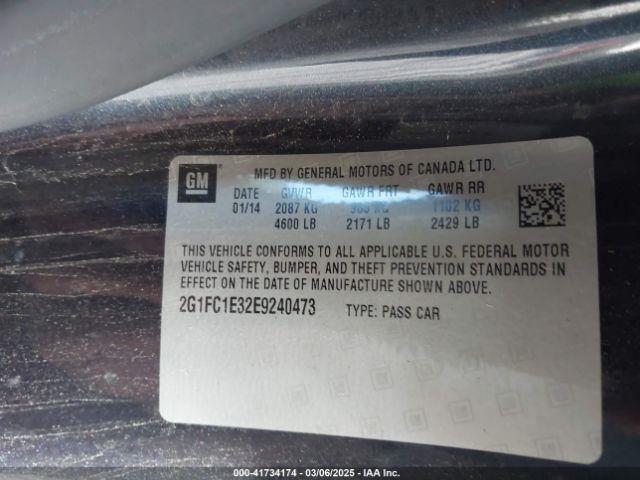 MFD BY GENERAL MOTORS OF CANADA LTD.
GM
DATE GVWR GAWR FRT GAWR RR
01/14 2087 KG 985 KG 1102 KG
4600 LB 2171 LB 2429 LB
THIS VEHICLE CONFORMS TO ALL APPLICABLE U.S. FEDERAL MOTOR
VEHICLE SAFETY, BUMPER, AND THEFT PREVENTION STANDARDS IN
EFFECT ON THE DATE OF MANUFACTURE SHOWN ABOVE.
2G1FC1E32E9240473 TYPE: PASS CAR
000-41734174 | 03/06/2025 | IAA Inc.